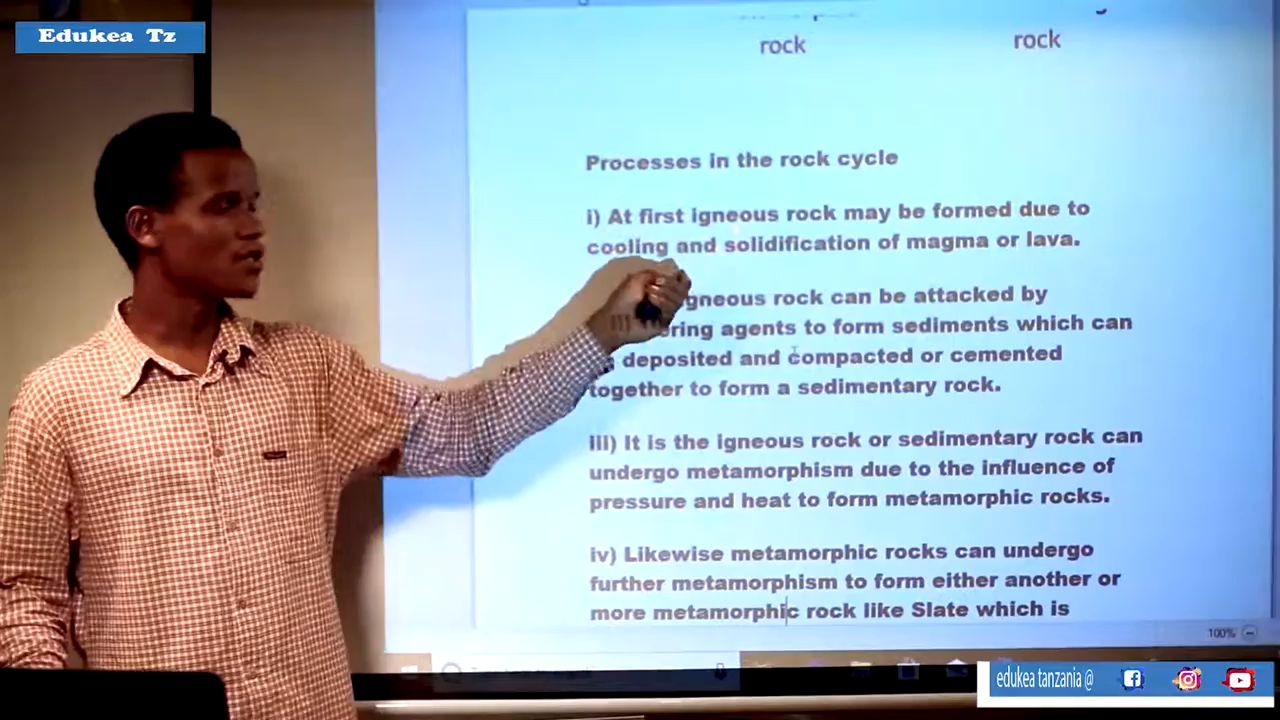 Edukea Tz
rock rock
Processes in the rock cycle
i) At first igneous rock may be formed due to
cooling and solidification of magma or lava.
igneous rock can be attacked by
agents to form sediments which can
deposited and compacted or cemented
together to form a sedimentary rock.
iii) It is the igneous rock or sedimentary rock can
undergo metamorphism due to the influence of
pressure and heat to form metamorphic rocks.
iv) Likewise metamorphic rocks can undergo
further metamorphism to form either another or
more metamorphic rock like Slate which is
100%
edukea tanzania @